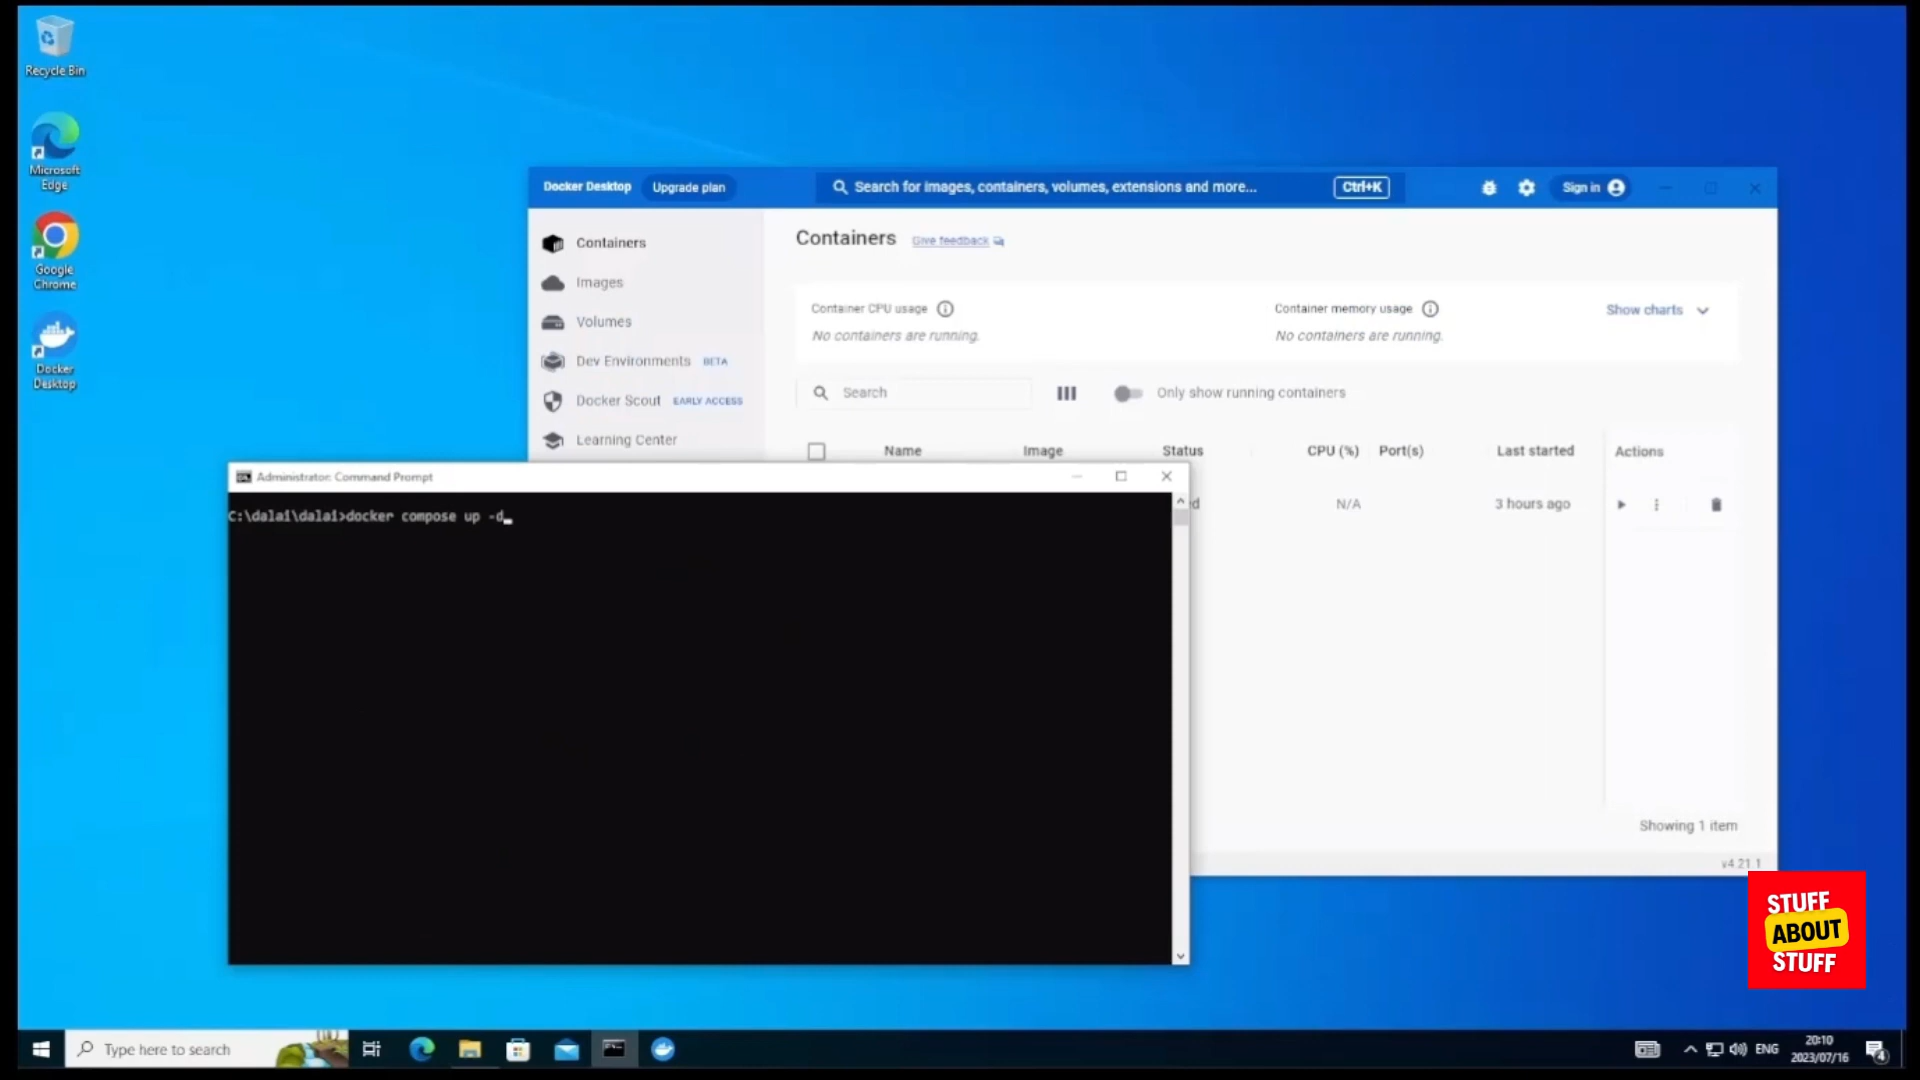 Recycle Bin
Microsoft
Edge
Google
Chrome
Docker
Desktop
Docker Desktop
Upgrade plan
Search for images, containers, volumes, extensions and more...
Ctrl+K
Sign in
Containers
Images
Volumes
Dev Environments BETA
Docker Scout EARLY ACCESS
Learning Center
Containers Give feedback
Container CPU usage
No containers are running.
Container memory usage
No containers are running.
Show charts
Search
Only show running containers
Name Image Status CPU (%) Port(s) Last started Actions
d N/A 3 hours ago
Showing 1 item
v4.21.1
Administrator: Command Prompt
C:\dalai\dalai>docker compose up -d
STUFF
ABOUT
STUFF
Type here to search
ENG
20:10
2023/07/16
4